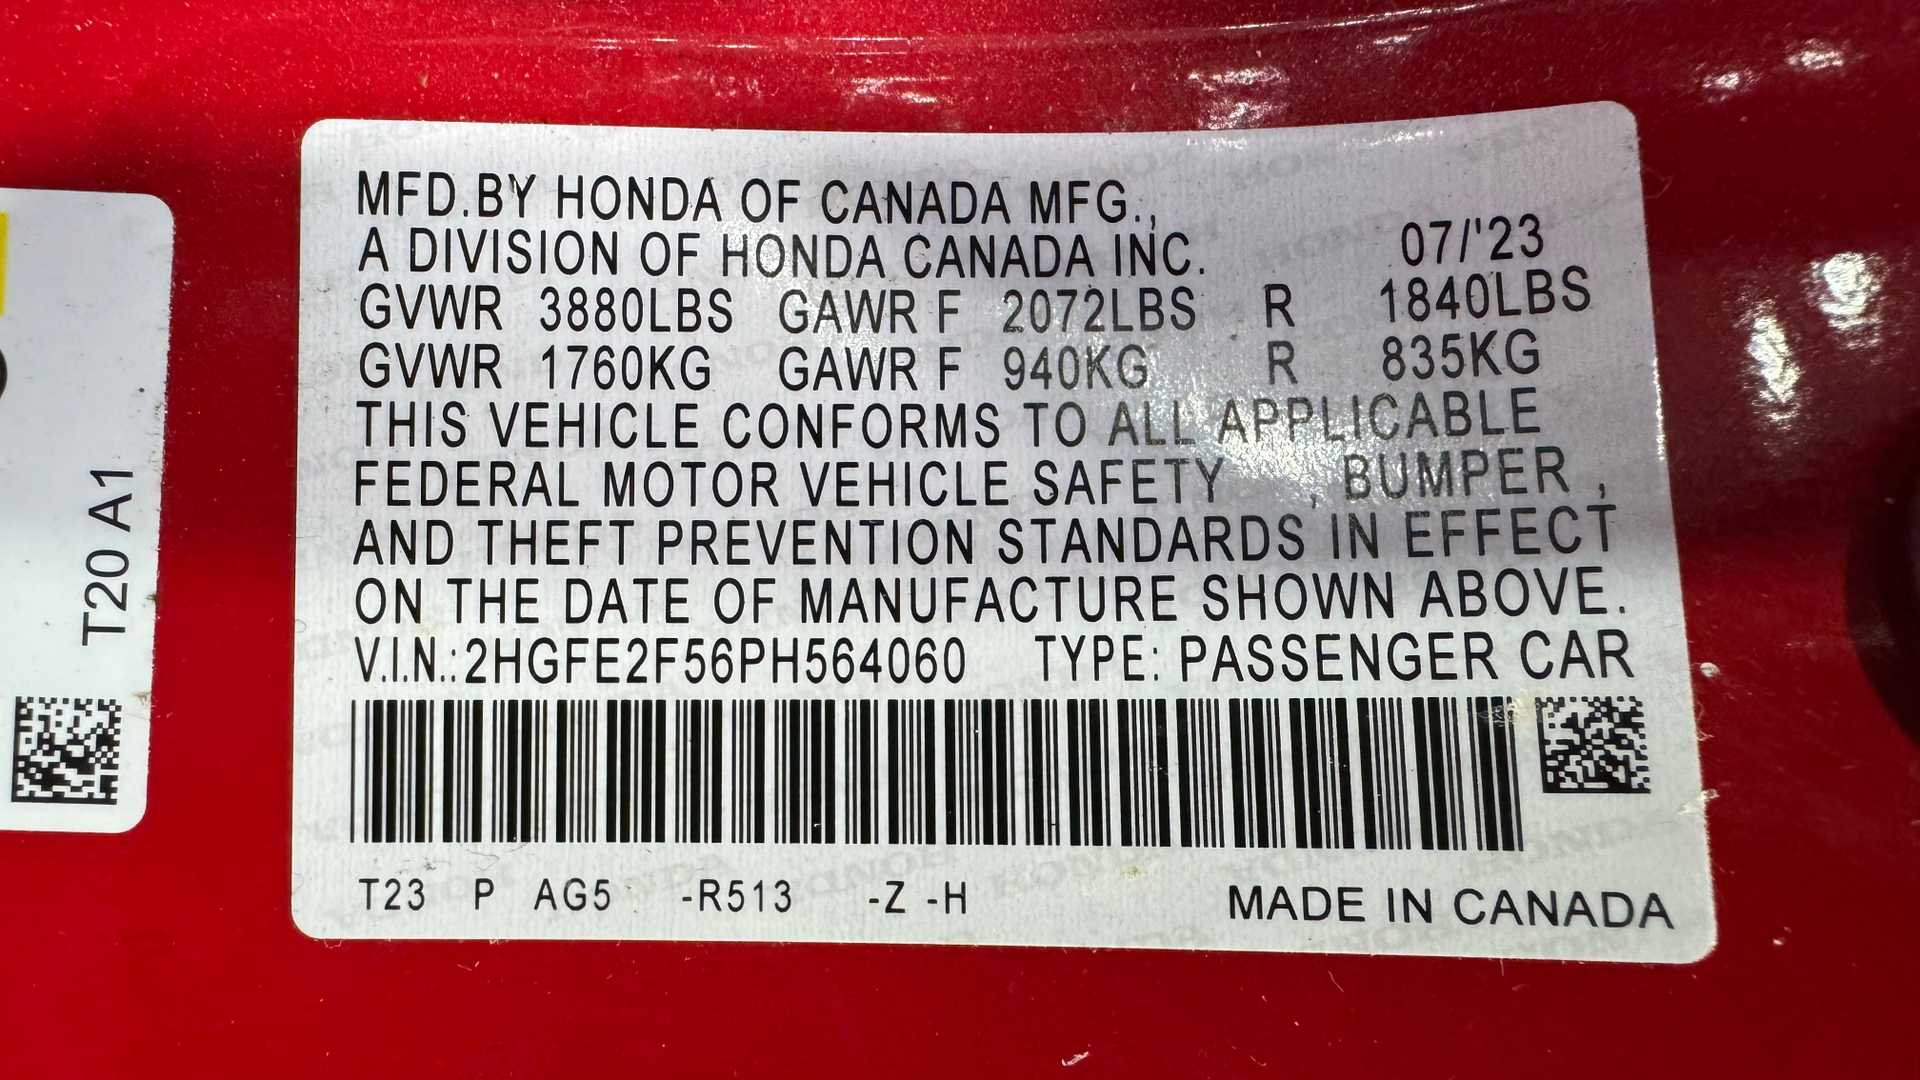 MFD.BY HONDA OF CANADA MFG.,
A DIVISION OF HONDA CANADA INC. 07/'23
GVWR 3880LBS GAWR F 2072LBS R 1840LBS
GVWR 1760KG GAWR F 940KG R 835KG
THIS VEHICLE CONFORMS TO ALL APPLICABLE
FEDERAL MOTOR VEHICLE SAFETY , BUMPER ,
AND THEFT PREVENTION STANDARDS IN EFFECT
ON THE DATE OF MANUFACTURE SHOWN ABOVE.
V.I.N.:2HGFE2F56PH564060 TYPE: PASSENGER CAR
T23 P AG5 -R513 -Z -H MADE IN CANADA
T20 A1